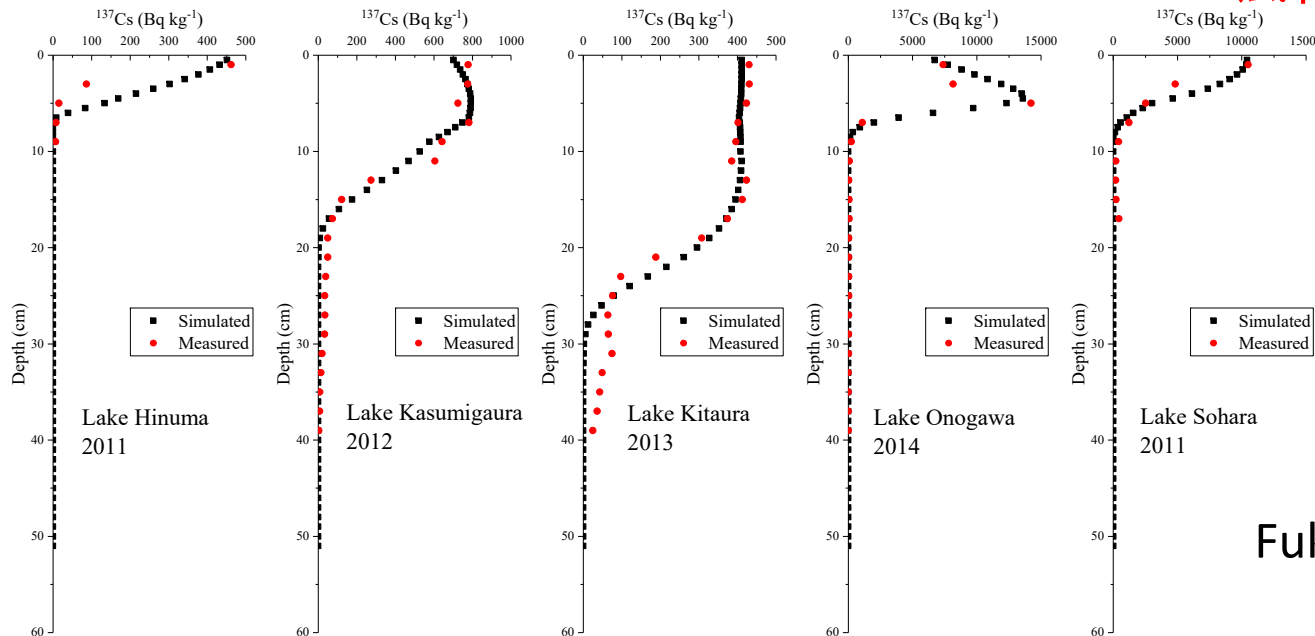 ¹³⁷Cs (Bq kg⁻¹)
0 100 200 300 400 500
0
10
20
30
40
50
60
Depth (cm)
Simulated
Measured
Lake Hinuma
2011
¹³⁷Cs (Bq kg⁻¹)
0 200 400 600 800 1000
0
10
20
30
40
50
60
Depth (cm)
Simulated
Measured
Lake Kasumigaura
2012
¹³⁷Cs (Bq kg⁻¹)
0 100 200 300 400 500
0
10
20
30
40
50
60
Depth (cm)
Simulated
Measured
Lake Kitaura
2013
¹³⁷Cs (Bq kg⁻¹)
0 5000 10000 15000
0
10
20
30
40
50
60
Depth (cm)
Simulated
Measured
Lake Onogawa
2014
¹³⁷Cs (Bq kg⁻¹)
0 5000 10000 15000
0
10
20
30
40
50
60
Depth (cm)
Simulated
Measured
Lake Sohara
2011
Ful